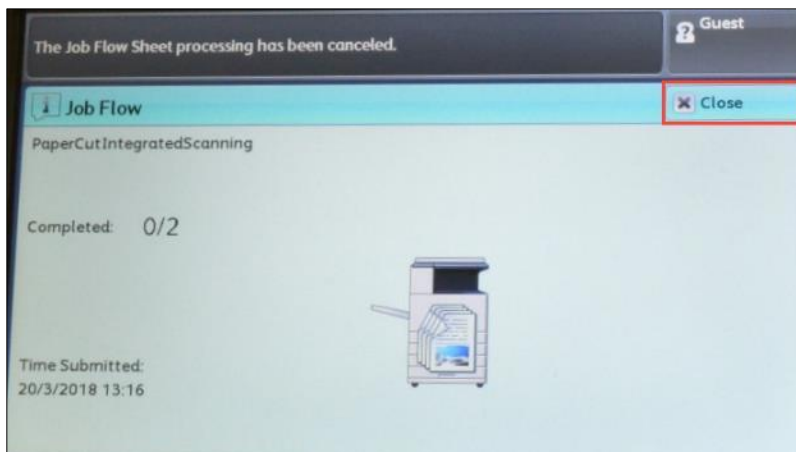 The Job Flow Sheet processing has been canceled.
Guest
Job Flow
Close
PaperCutIntegratedScanning
Completed: 0/2
Time Submitted:
20/3/2018 13:16